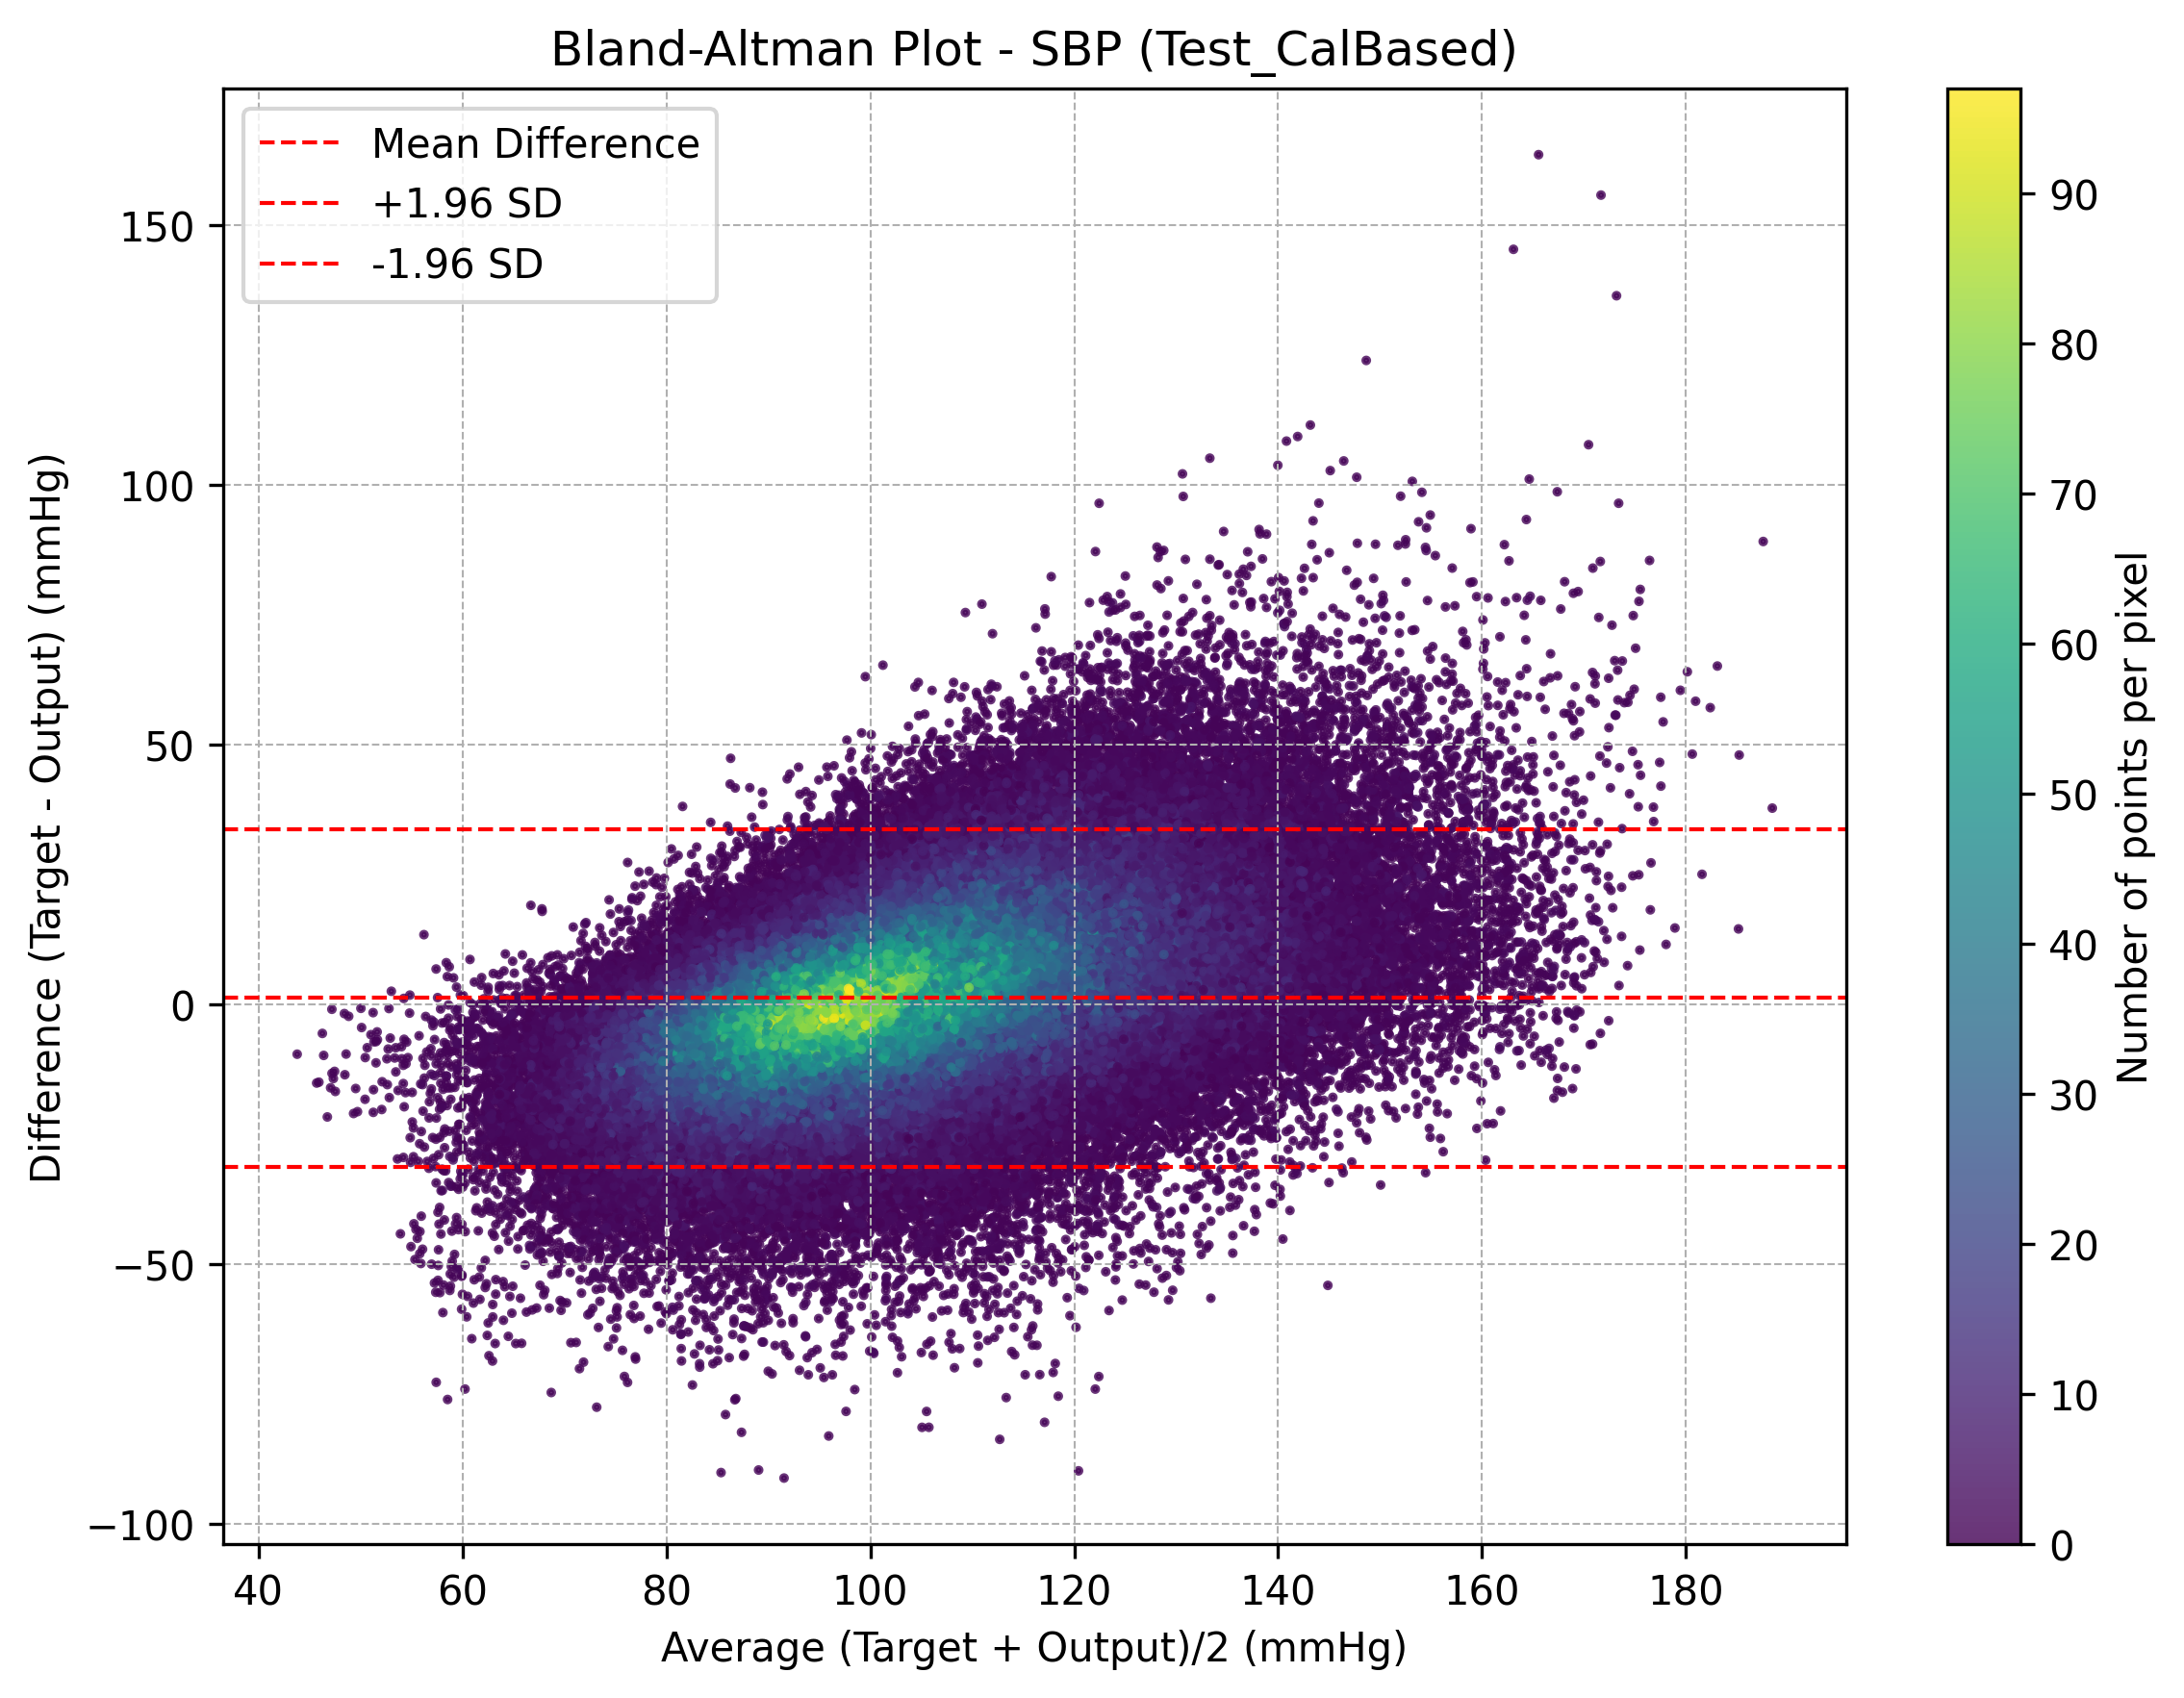 Bland-Altman Plot - SBP (Test_CalBased)
Mean Difference
+1.96 SD
-1.96 SD
Difference (Target - Output) (mmHg)
150
100
50
0
−50
−100
40 60 80 100 120 140 160 180
Average (Target + Output)/2 (mmHg)
90
80
70
60
50
40
30
20
10
0
Number of points per pixel